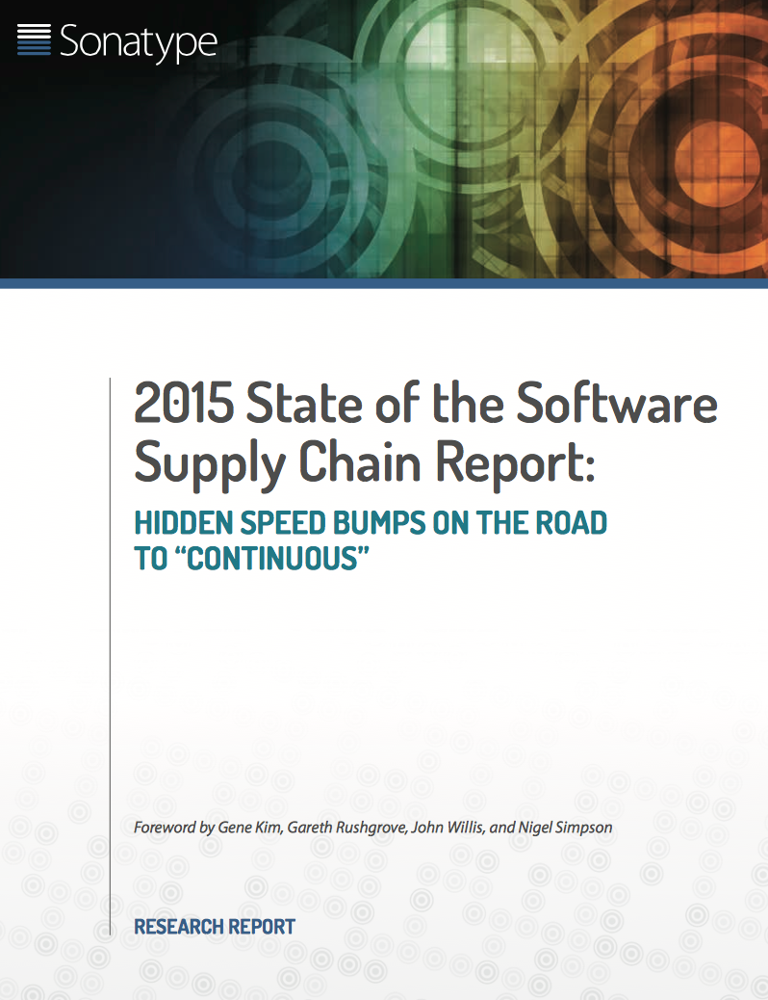 Sonatype
2015 State of the Software
Supply Chain Report:
HIDDEN SPEED BUMPS ON THE ROAD
TO “CONTINUOUS”
Foreword by Gene Kim, Gareth Rushgrove, John Willis, and Nigel Simpson
RESEARCH REPORT